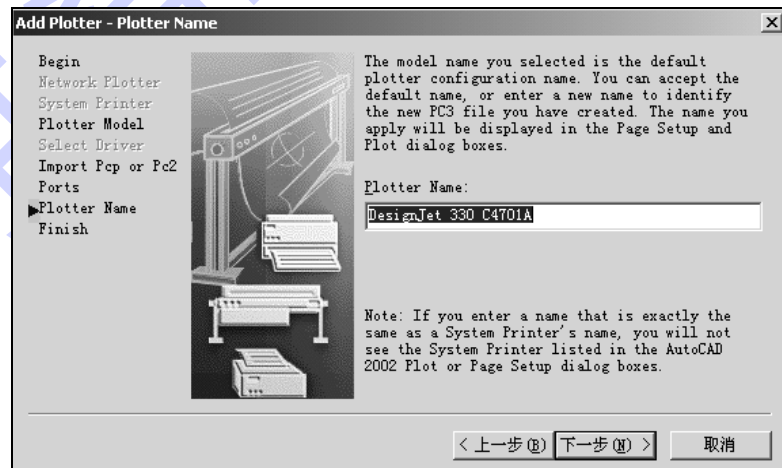 Add Plotter - Plotter Name
Begin
Network Plotter
System Printer
Plotter Model
Select Driver
Import Pcp or Pc2
Ports
Plotter Name
Finish
The model name you selected is the default
plotter configuration name. You can accept the
default name, or enter a new name to identify
the new PC3 file you have created. The name you
apply will be displayed in the Page Setup and
Plot dialog boxes.
Plotter Name:
DesignJet 330 C4701A
Note: If you enter a name that is exactly the
same as a System Printer's name, you will not
see the System Printer listed in the AutoCAD
2002 Plot or Page Setup dialog boxes.
< 上一步(B) 下一步(N) > 取消